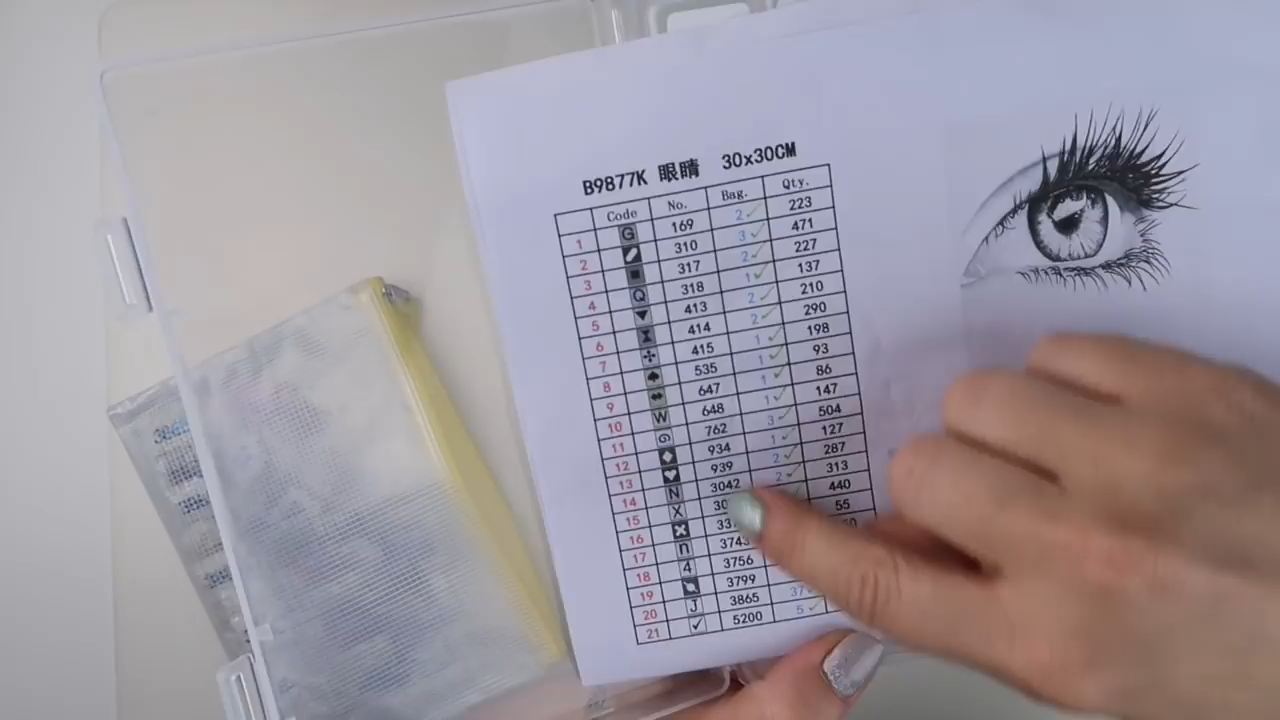 B9877K 眼睛 30x30CM
Code No. Bag. Qty.
1 G 169 2 ✓ 223
2 310 3 ✓ 471
3 ■ 317 2 ✓ 227
4 Q 318 1 ✓ 137
5 ▼ 413 2 ✓ 210
6 414 2 ✓ 290
7 415 1 ✓ 198
8 ♠ 535 1 ✓ 93
9 647 1 ✓ 86
10 W 648 1 ✓ 147
11 762 3 ✓ 504
12 ◆ 934 1 ✓ 127
13 ♥ 939 2 ✓ 287
14 N 3042 2 ✓ 313
15 X 440
16 55
17 n 3743
18 4 3756
19 3799
20 J 3865 37 ✓
21 ✓ 5200 5 ✓